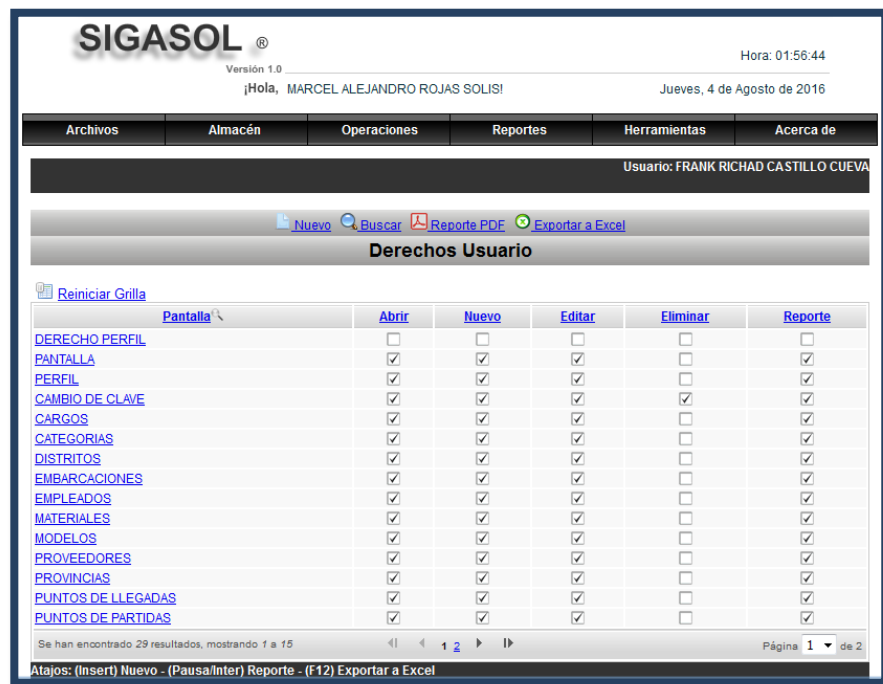 SIGASOL ®
Versión 1.0
Hora: 01:56:44
¡Hola, MARCEL ALEJANDRO ROJAS SOLIS!
Jueves, 4 de Agosto de 2016
Archivos Almacén Operaciones Reportes Herramientas Acerca de
Usuario: FRANK RICHAD CASTILLO CUEVA
Nuevo Buscar Reporte PDF Exportar a Excel
Derechos Usuario
Reiniciar Grilla
Pantalla Abrir Nuevo Editar Eliminar Reporte
DERECHO PERFIL
PANTALLA
PERFIL
CAMBIO DE CLAVE
CARGOS
CATEGORIAS
DISTRITOS
EMBARCACIONES
EMPLEADOS
MATERIALES
MODELOS
PROVEEDORES
PROVINCIAS
PUNTOS DE LLEGADAS
PUNTOS DE PARTIDAS
Se han encontrado 29 resultados, mostrando 1 a 15 1 2 Página 1 de 2
Atajos: (Insert) Nuevo - (Pausa/Inter) Reporte - (F12) Exportar a Excel